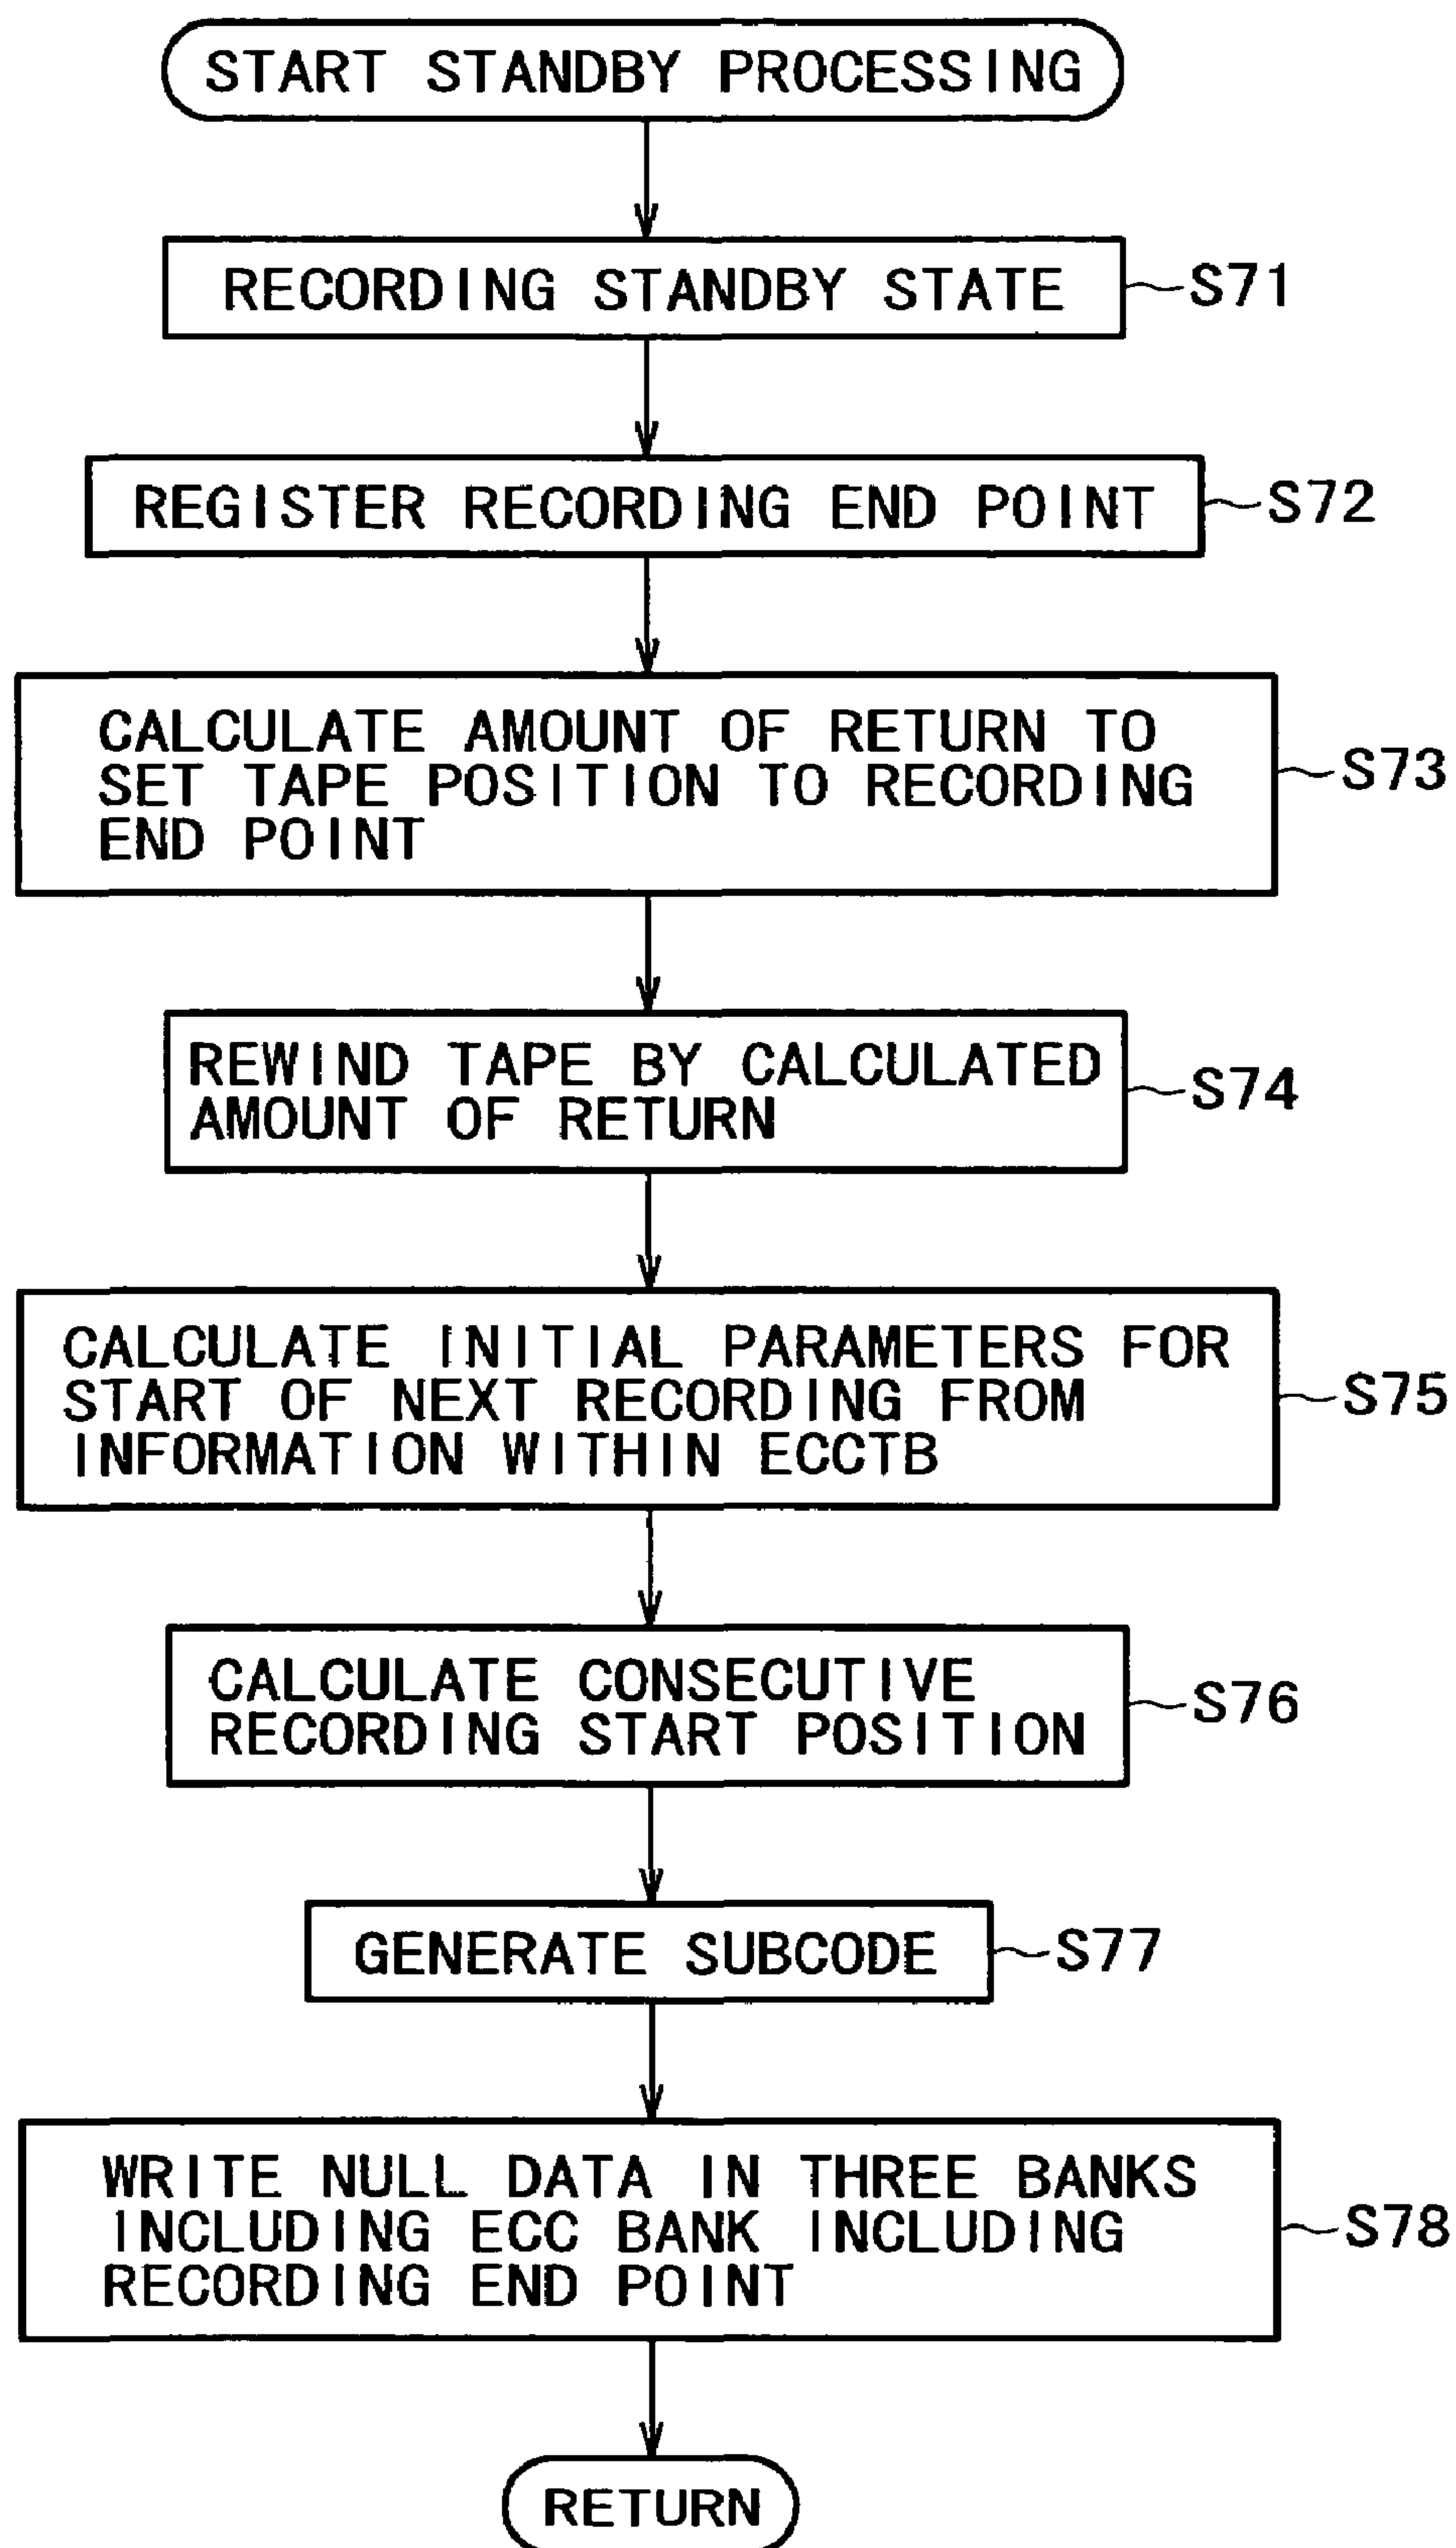 START STANDBY PROCESSING
RECORDING STANDBY STATE
S71
REGISTER RECORDING END POINT
S72
CALCULATE AMOUNT OF RETURN TO
SET TAPE POSITION TO RECORDING
END POINT
S73
REWIND TAPE BY CALCULATED
AMOUNT OF RETURN
S74
CALCULATE INITIAL PARAMETERS FOR
START OF NEXT RECORDING FROM
INFORMATION WITHIN ECCTB
S75
CALCULATE CONSECUTIVE
RECORDING START POSITION
S76
GENERATE SUBCODE
S77
WRITE NULL DATA IN THREE BANKS
INCLUDING ECC BANK INCLUDING
RECORDING END POINT
S78
RETURN